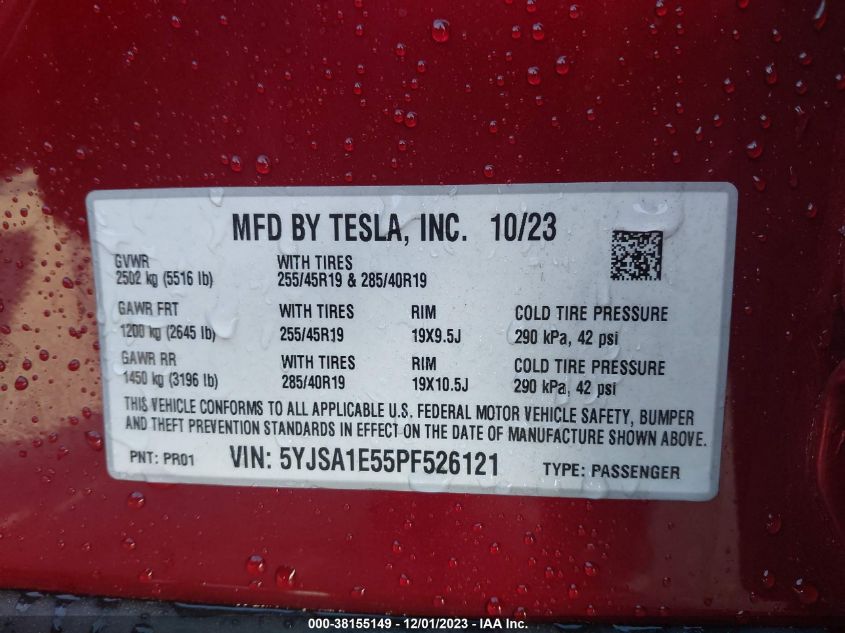 MFD BY TESLA, INC. 10/23
GVWR WITH TIRES
2502 kg (5516 lb) 255/45R19 & 285/40R19
GAWR FRT WITH TIRES RIM COLD TIRE PRESSURE
1200 kg (2645 lb) 255/45R19 19X9.5J 290 kPa, 42 psi
GAWR RR WITH TIRES RIM COLD TIRE PRESSURE
1450 kg (3196 lb) 285/40R19 19X10.5J 290 kPa, 42 psi
THIS VEHICLE CONFORMS TO ALL APPLICABLE U.S. FEDERAL MOTOR VEHICLE SAFETY, BUMPER
AND THEFT PREVENTION STANDARDS IN EFFECT ON THE DATE OF MANUFACTURE SHOWN ABOVE.
PNT: PR01 VIN: 5YJSA1E55PF526121 TYPE: PASSENGER
000-38155149 - 12/01/2023 - IAA Inc.